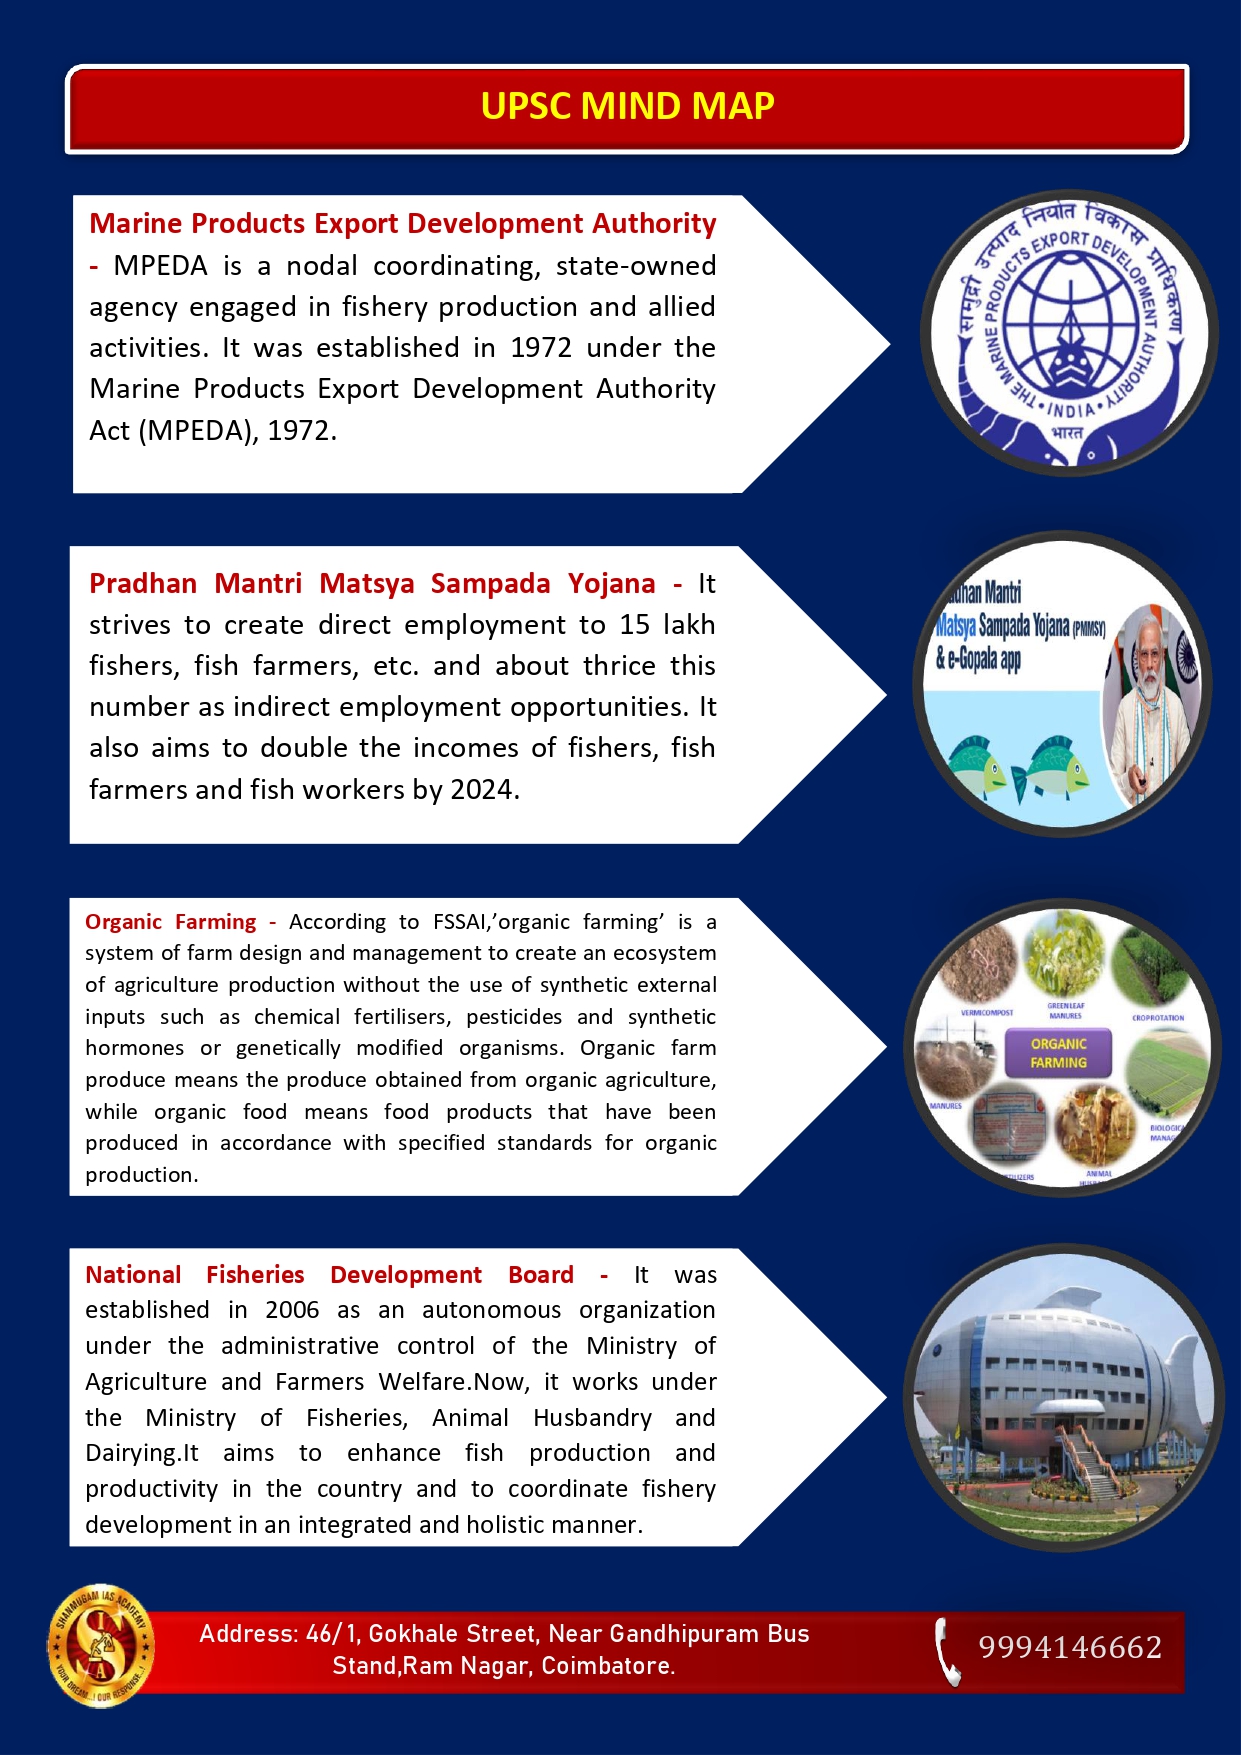 UPSC MIND MAP
Marine Products Export Development Authority
- MPEDA is a nodal coordinating, state-owned
agency engaged in fishery production and allied
activities. It was established in 1972 under the
Marine Products Export Development Authority
Act (MPEDA), 1972.
समुद्री उत्पाद निर्यात विकास प्राधिकरण
THE MARINE PRODUCTS EXPORT DEVELOPMENT AUTHORITY
• INDIA •
भारत
Pradhan Mantri Matsya Sampada Yojana - It
strives to create direct employment to 15 lakh
fishers, fish farmers, etc. and about thrice this
number as indirect employment opportunities. It
also aims to double the incomes of fishers, fish
farmers and fish workers by 2024.
dhan Mantri
Matsya Sampada Yojana (PMMSY)
& e-Gopala app
Organic Farming - According to FSSAI,’organic farming’ is a
system of farm design and management to create an ecosystem
of agriculture production without the use of synthetic external
inputs such as chemical fertilisers, pesticides and synthetic
hormones or genetically modified organisms. Organic farm
produce means the produce obtained from organic agriculture,
while organic food means food products that have been
produced in accordance with specified standards for organic
production.
VERMICOMPOST
GREENLEAF
MANURES
CROPROTATION
ORGANIC
FARMING
MANURES
BIOLOGICA
MANAG
TILIZERS
ANIMAL
National Fisheries Development Board - It was
established in 2006 as an autonomous organization
under the administrative control of the Ministry of
Agriculture and Farmers Welfare.Now, it works under
the Ministry of Fisheries, Animal Husbandry and
Dairying.It aims to enhance fish production and
productivity in the country and to coordinate fishery
development in an integrated and holistic manner.
SHANMUGAM IAS ACADEMY
SIA
YOUR DREAM...! OUR RESPONSE...!
Address: 46/1, Gokhale Street, Near Gandhipuram Bus
Stand,Ram Nagar, Coimbatore.
9994146662